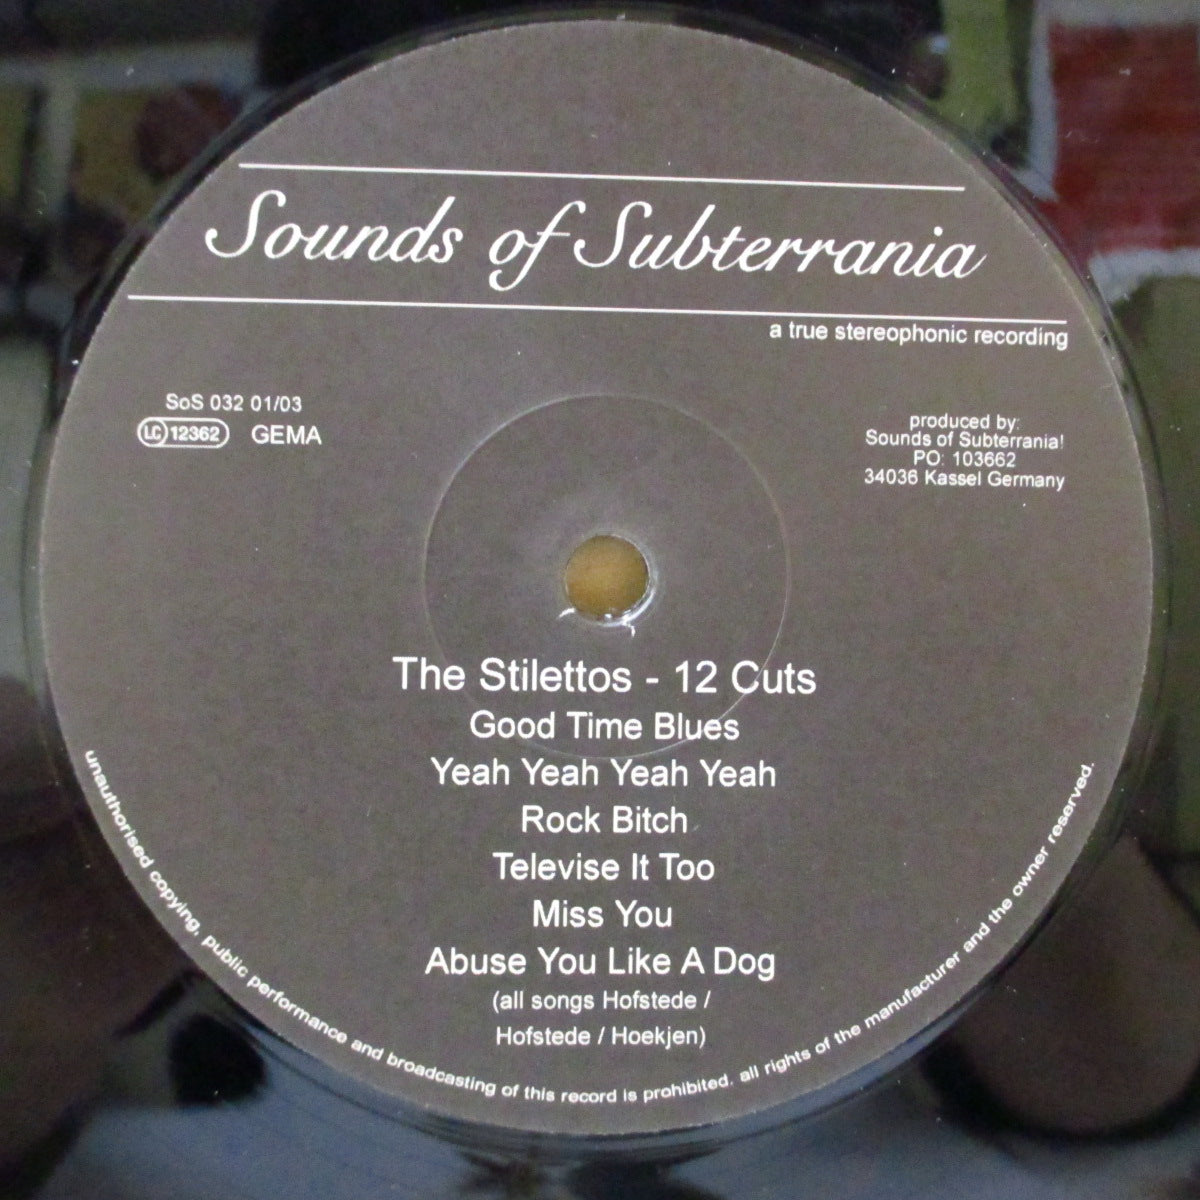 Sounds of Subterrania
a true stereophonic recording
SoS 032 01/03
LC 12362 GEMA
produced by:
Sounds of Subterrania!
PO: 103662
34036 Kassel Germany
The Stilettos - 12 Cuts
Good Time Blues
Yeah Yeah Yeah Yeah
Rock Bitch
Televise It Too
Miss You
Abuse You Like A Dog
(all songs Hofstede /
Hofstede / Hoekjen)
unauthorised copying, public performance and broadcasting of this record is prohibited. all rights of the manufacturer and the owner reserved.